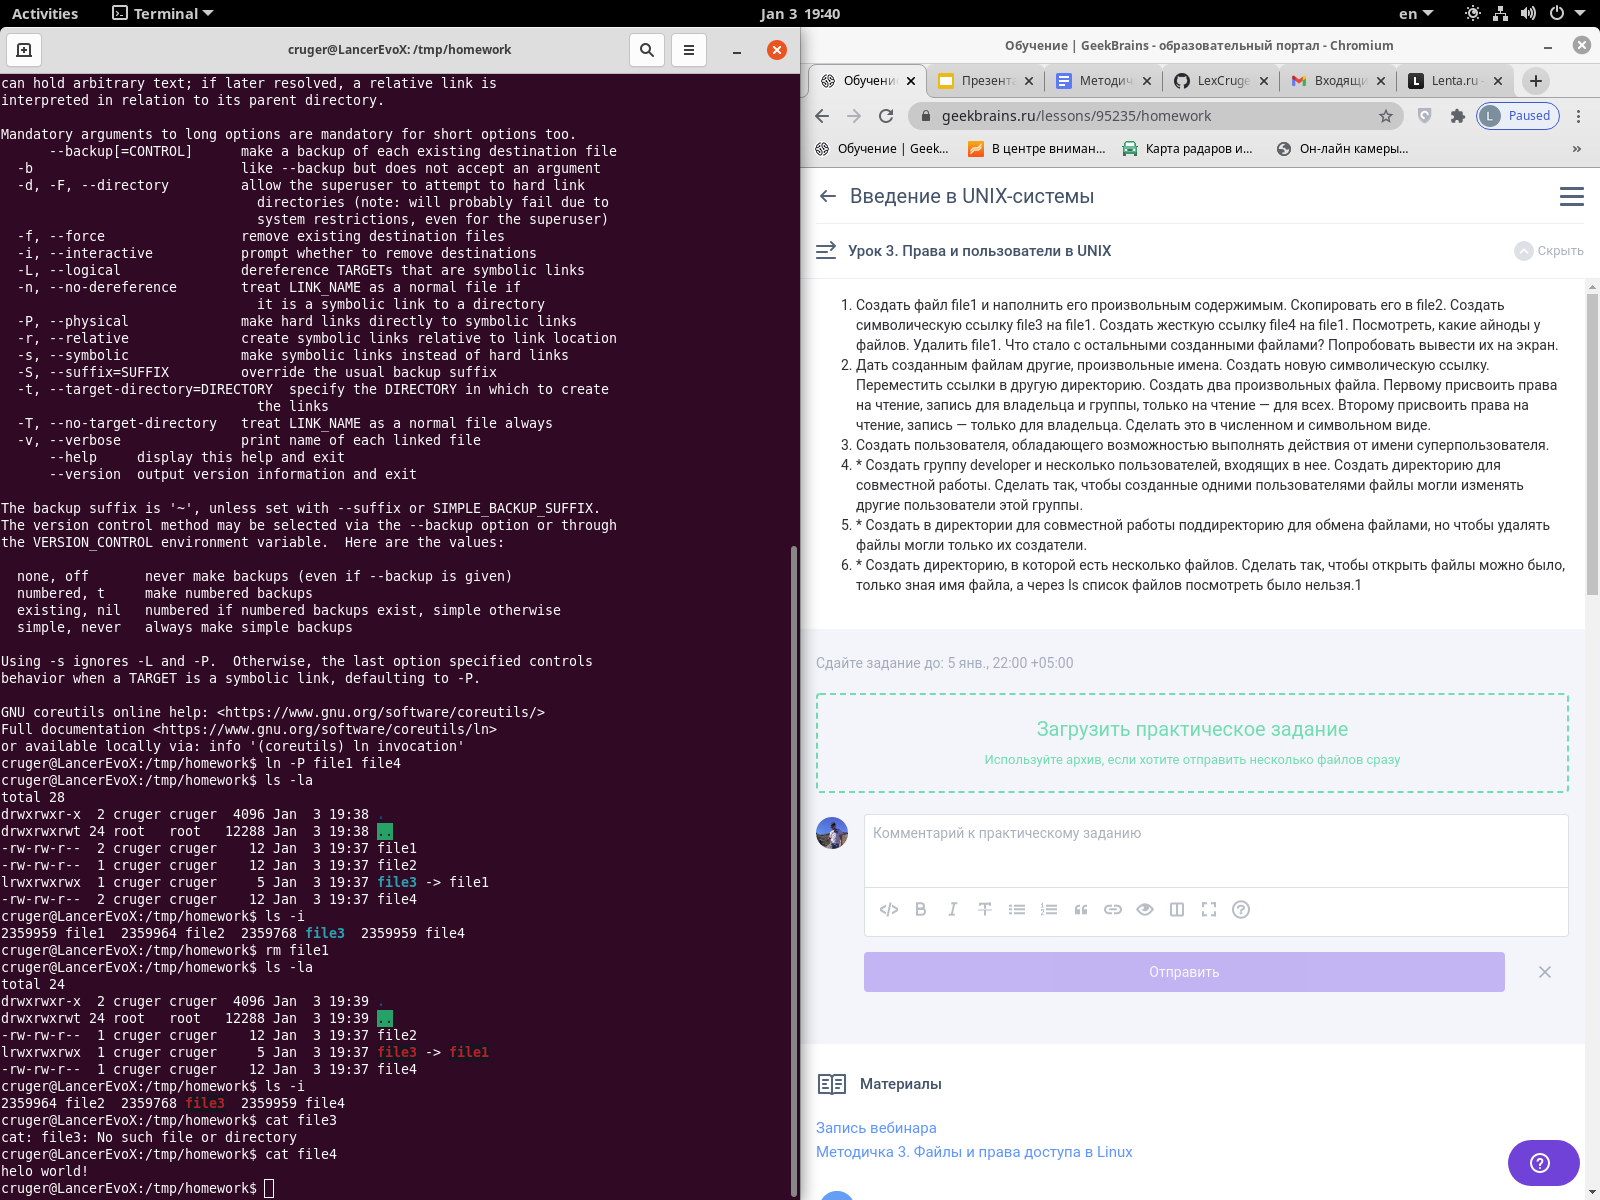 Activities
Terminal
Jan 3 19:40
en
cruger@LancerEvoX: /tmp/homework
can hold arbitrary text; if later resolved, a relative link is
interpreted in relation to its parent directory.
Mandatory arguments to long options are mandatory for short options too.
      --backup[=CONTROL]      make a backup of each existing destination file
  -b                          like --backup but does not accept an argument
  -d, -F, --directory         allow the superuser to attempt to hard link
                                directories (note: will probably fail due to
                                system restrictions, even for the superuser)
  -f, --force                 remove existing destination files
  -i, --interactive           prompt whether to remove destinations
  -L, --logical               dereference TARGETs that are symbolic links
  -n, --no-dereference        treat LINK_NAME as a normal file if
                                it is a symbolic link to a directory
  -P, --physical              make hard links directly to symbolic links
  -r, --relative              create symbolic links relative to link location
  -s, --symbolic              make symbolic links instead of hard links
  -S, --suffix=SUFFIX         override the usual backup suffix
  -t, --target-directory=DIRECTORY  specify the DIRECTORY in which to create
                                the links
  -T, --no-target-directory   treat LINK_NAME as a normal file always
  -v, --verbose               print name of each linked file
      --help     display this help and exit
      --version  output version information and exit
The backup suffix is '~', unless set with --suffix or SIMPLE_BACKUP_SUFFIX.
The version control method may be selected via the --backup option or through
the VERSION_CONTROL environment variable.  Here are the values:
  none, off       never make backups (even if --backup is given)
  numbered, t     make numbered backups
  existing, nil   numbered if numbered backups exist, simple otherwise
  simple, never   always make simple backups
Using -s ignores -L and -P.  Otherwise, the last option specified controls
behavior when a TARGET is a symbolic link, defaulting to -P.
GNU coreutils online help: <https://www.gnu.org/software/coreutils/>
Full documentation <https://www.gnu.org/software/coreutils/ln>
or available locally via: info '(coreutils) ln invocation'
cruger@LancerEvoX:/tmp/homework$ ln -P file1 file4
cruger@LancerEvoX:/tmp/homework$ ls -la
total 28
drwxrwxr-x  2 cruger cruger  4096 Jan  3 19:38 .
drwxrwxrwt 24 root   root   12288 Jan  3 19:38 ..
-rw-rw-r--  2 cruger cruger    12 Jan  3 19:37 file1
-rw-rw-r--  1 cruger cruger    12 Jan  3 19:37 file2
lrwxrwxrwx  1 cruger cruger     5 Jan  3 19:37 file3 -> file1
-rw-rw-r--  2 cruger cruger    12 Jan  3 19:37 file4
cruger@LancerEvoX:/tmp/homework$ ls -i
2359959 file1  2359964 file2  2359768 file3  2359959 file4
cruger@LancerEvoX:/tmp/homework$ rm file1
cruger@LancerEvoX:/tmp/homework$ ls -la
total 24
drwxrwxr-x  2 cruger cruger  4096 Jan  3 19:39 .
drwxrwxrwt 24 root   root   12288 Jan  3 19:39 ..
-rw-rw-r--  1 cruger cruger    12 Jan  3 19:37 file2
lrwxrwxrwx  1 cruger cruger     5 Jan  3 19:37 file3 -> file1
-rw-rw-r--  1 cruger cruger    12 Jan  3 19:37 file4
cruger@LancerEvoX:/tmp/homework$ ls -i
2359964 file2  2359768 file3  2359959 file4
cruger@LancerEvoX:/tmp/homework$ cat file3
cat: file3: No such file or directory
cruger@LancerEvoX:/tmp/homework$ cat file4
helo world!
cruger@LancerEvoX:/tmp/homework$
Обучение | GeekBrains - образовательный портал - Chromium
Обучени
Презента
Методич
LexCruge
Входящи
Lenta.ru
geekbrains.ru/lessons/95235/homework
L Paused
Обучение | Geek...
В центре вниман...
Карта радаров и...
Он-лайн камеры...
»
Введение в UNIX-системы
Урок 3. Права и пользователи в UNIX
Скрыть
1. Создать файл file1 и наполнить его произвольным содержимым. Скопировать его в file2. Создать
символическую ссылку file3 на file1. Создать жесткую ссылку file4 на file1. Посмотреть, какие айноды у
файлов. Удалить file1. Что стало с остальными созданными файлами? Попробовать вывести их на экран.
2. Дать созданным файлам другие, произвольные имена. Создать новую символическую ссылку.
Переместить ссылки в другую директорию. Создать два произвольных файла. Первому присвоить права
на чтение, запись для владельца и группы, только на чтение — для всех. Второму присвоить права на
чтение, запись — только для владельца. Сделать это в численном и символьном виде.
3. Создать пользователя, обладающего возможностью выполнять действия от имени суперпользователя.
4. * Создать группу developer и несколько пользователей, входящих в нее. Создать директорию для
совместной работы. Сделать так, чтобы созданные одними пользователями файлы могли изменять
другие пользователи этой группы.
5. * Создать в директории для совместной работы поддиректорию для обмена файлами, но чтобы удалять
файлы могли только их создатели.
6. * Создать директорию, в которой есть несколько файлов. Сделать так, чтобы открыть файлы можно было,
только зная имя файла, а через ls список файлов посмотреть было нельзя.1
Сдайте задание до: 5 янв., 22:00 +05:00
Загрузить практическое задание
Используйте архив, если хотите отправить несколько файлов сразу
Комментарий к практическому заданию
Отправить
Материалы
Запись вебинара
Методичка 3. Файлы и права доступа в Linux